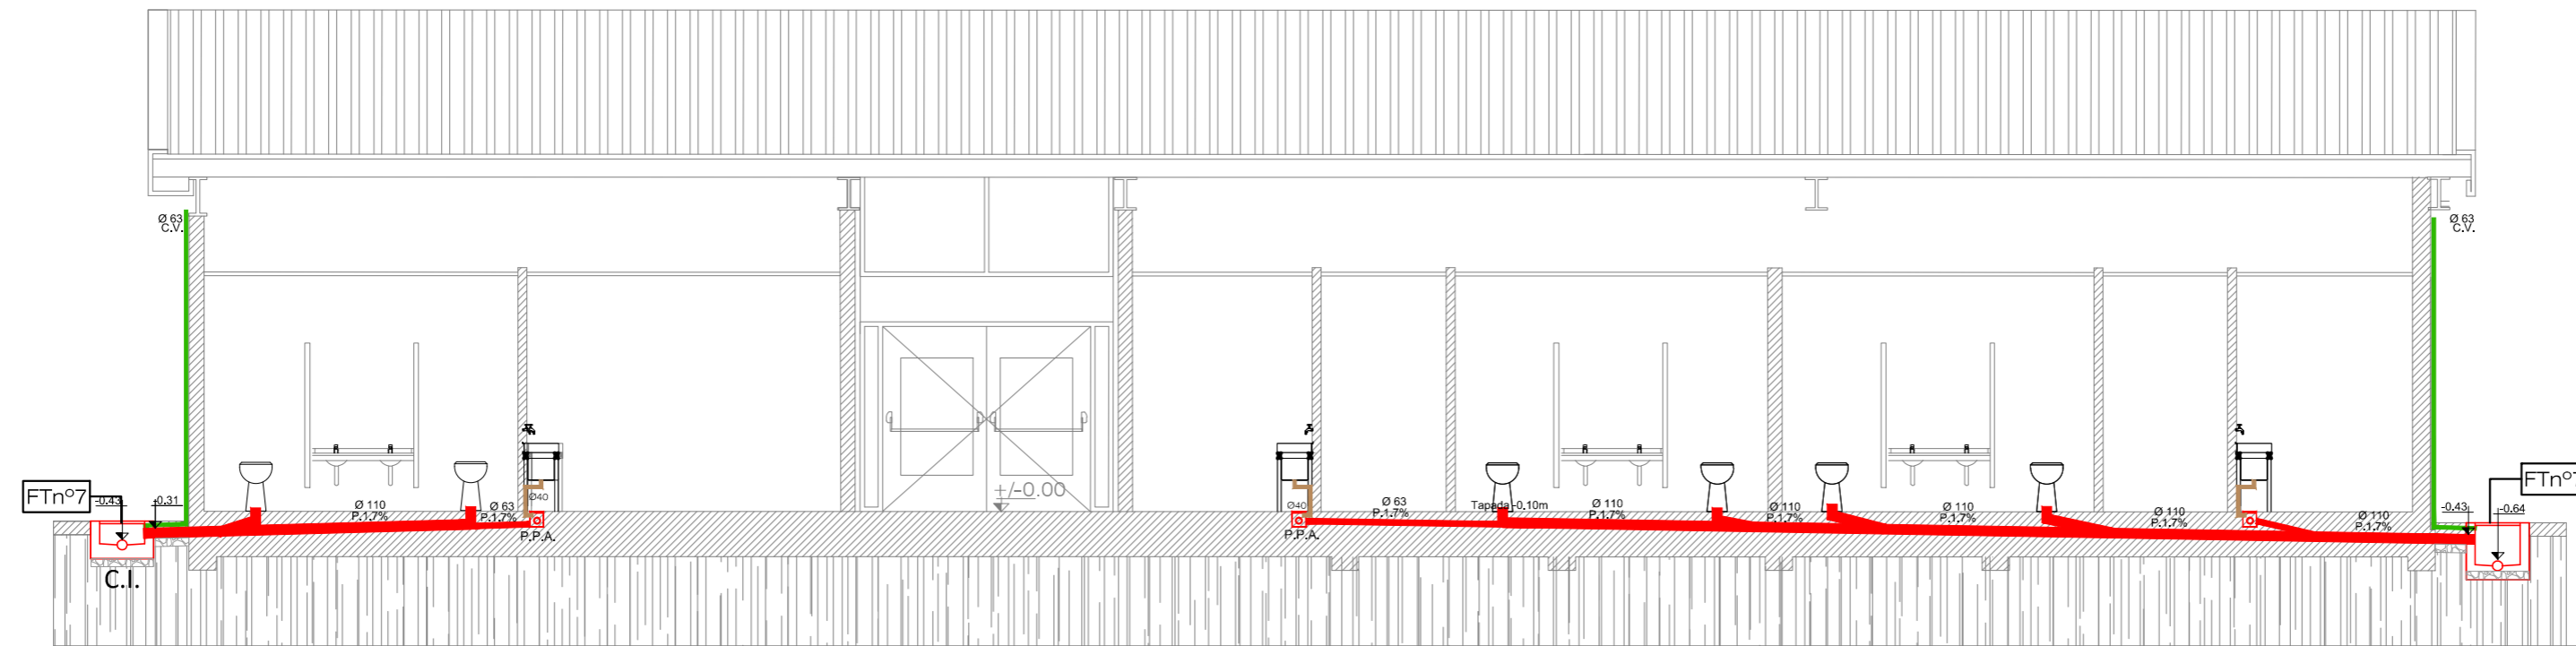 Ø 63
C.V.
Ø 63
C.V.
FTnº7
-0.43
-0.31
Ø 110
P.1.7%
Ø 63
P.1.7%
Ø40
P.P.A.
C.I.
+/-0.00
Ø40
P.P.A.
Ø 63
P.1.7%
Tapada -0.10m
Ø 110
P.1.7%
Ø 110
P.1.7%
Ø 110
P.1.7%
Ø 110
P.1.7%
Ø 110
P.1.7%
-0.43
-0.64
FTnº7